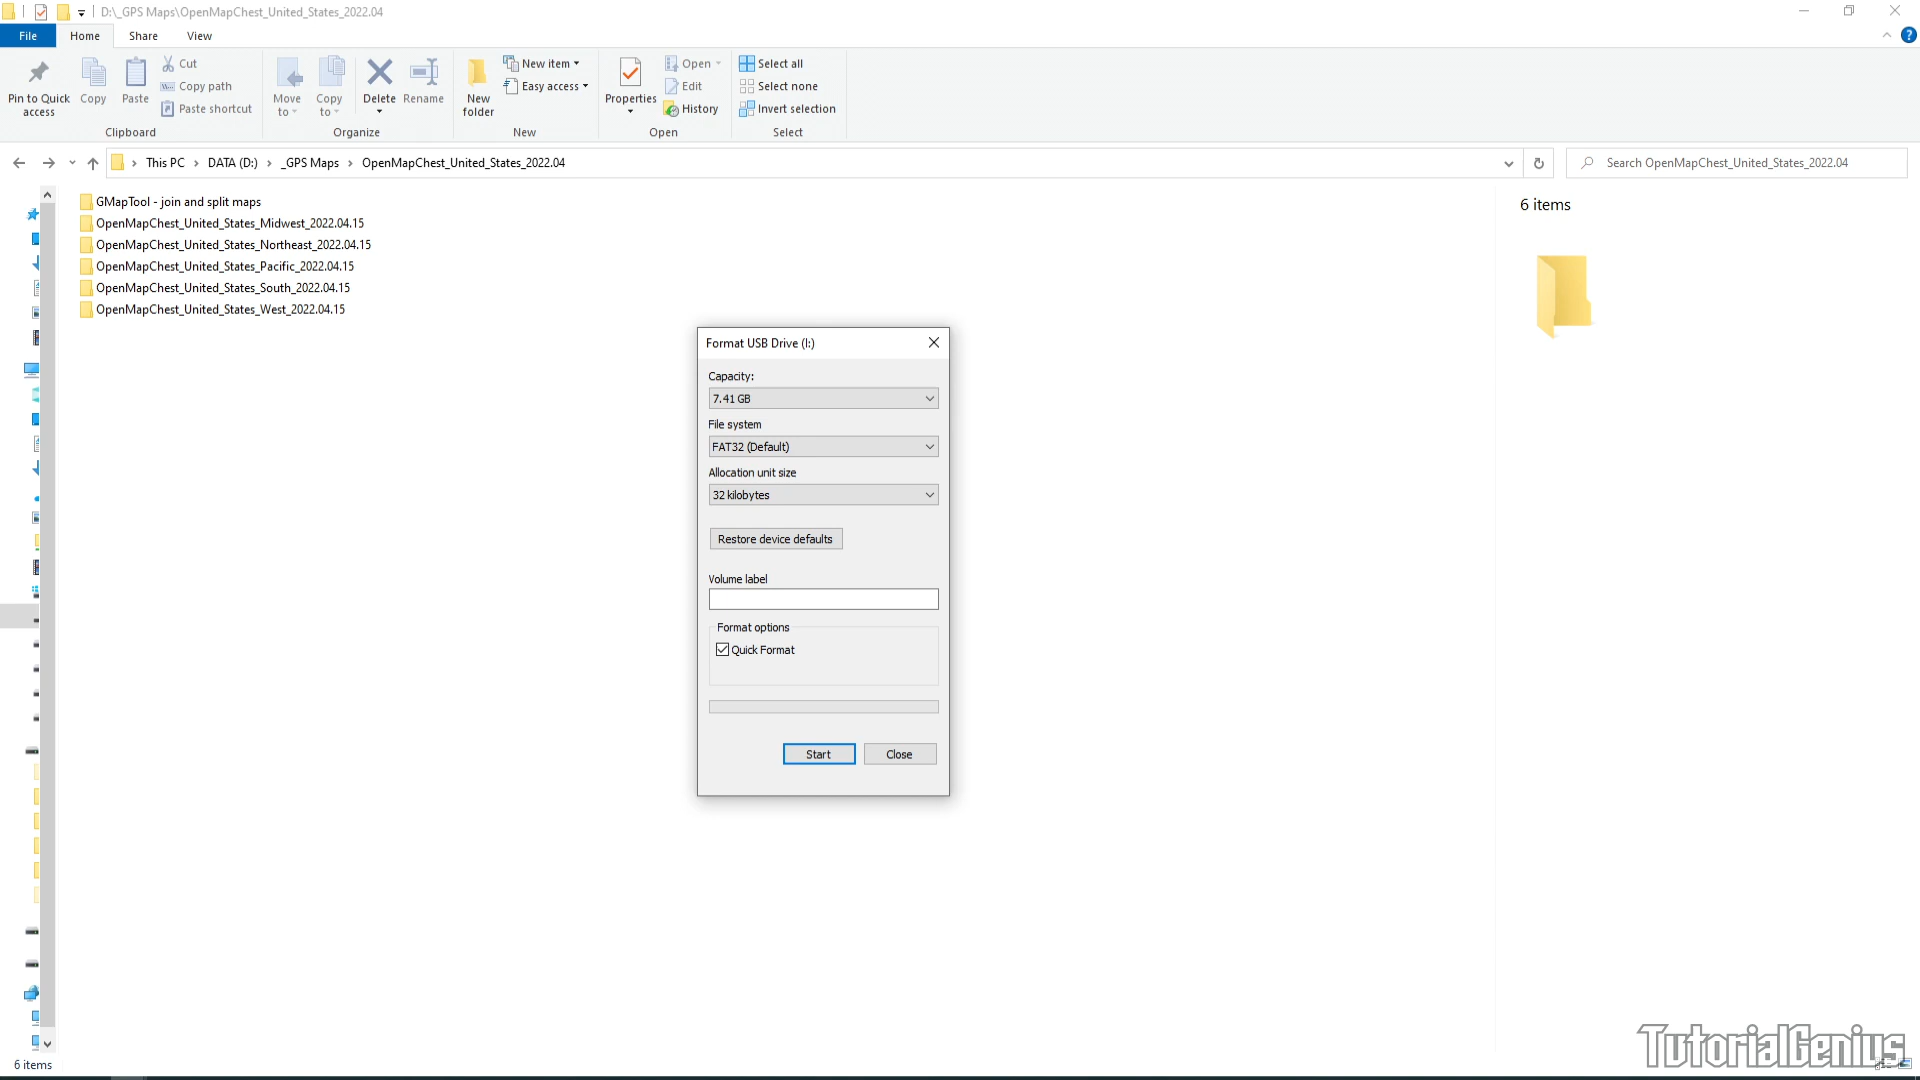 D:\_GPS Maps\OpenMapChest_United_States_2022.04
File Home Share View
Pin to Quick access
Copy
Paste
Cut
Copy path
Paste shortcut
Clipboard
Move to
Copy to
Delete
Rename
Organize
New folder
New item
Easy access
New
Properties
Open
Edit
History
Open
Select all
Select none
Invert selection
Select
This PC DATA (D:) _GPS Maps OpenMapChest_United_States_2022.04
Search OpenMapChest_United_States_2022.04
GMapTool - join and split maps
OpenMapChest_United_States_Midwest_2022.04.15
OpenMapChest_United_States_Northeast_2022.04.15
OpenMapChest_United_States_Pacific_2022.04.15
OpenMapChest_United_States_South_2022.04.15
OpenMapChest_United_States_West_2022.04.15
6 items
Format USB Drive (I:)
Capacity:
7.41 GB
File system
FAT32 (Default)
Allocation unit size
32 kilobytes
Restore device defaults
Volume label
Format options
Quick Format
Start Close
6 items
TutorialGenius